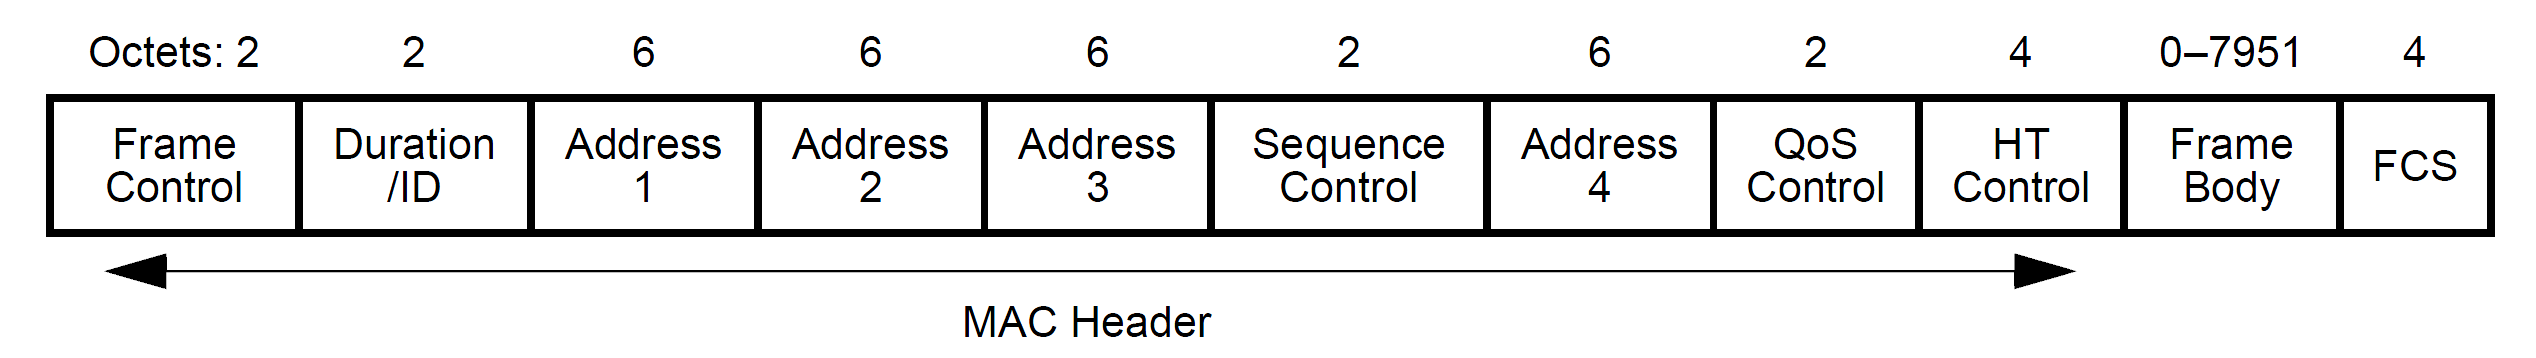 Octets: 2 2 6 6 6 2 6 2 4 0–7951 4
Frame Control
Duration /ID
Address 1
Address 2
Address 3
Sequence Control
Address 4
QoS Control
HT Control
Frame Body
FCS
MAC Header